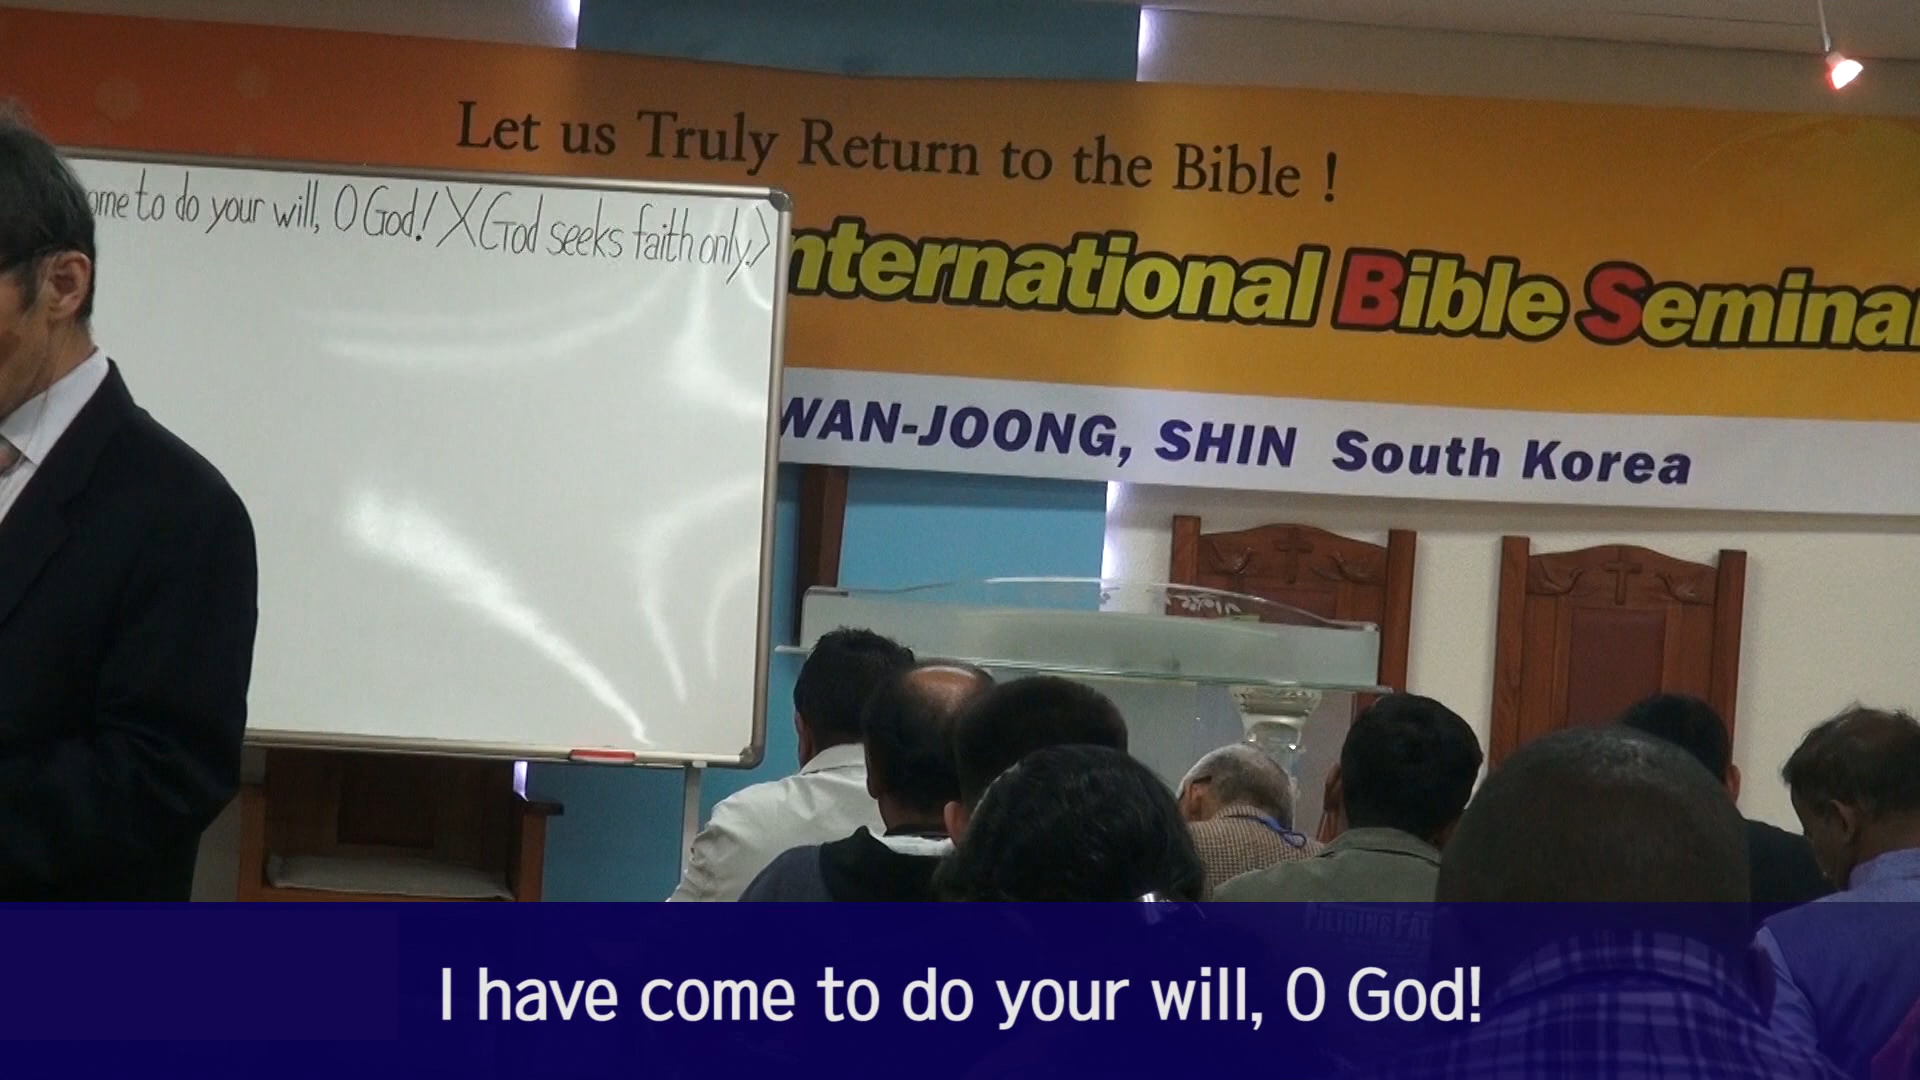 Let us Truly Return to the Bible !
ome to do your will, O God! X God seeks faith only.>
nternational Bible Semina
WAN-JOONG, SHIN South Korea
I have come to do your will, O God!